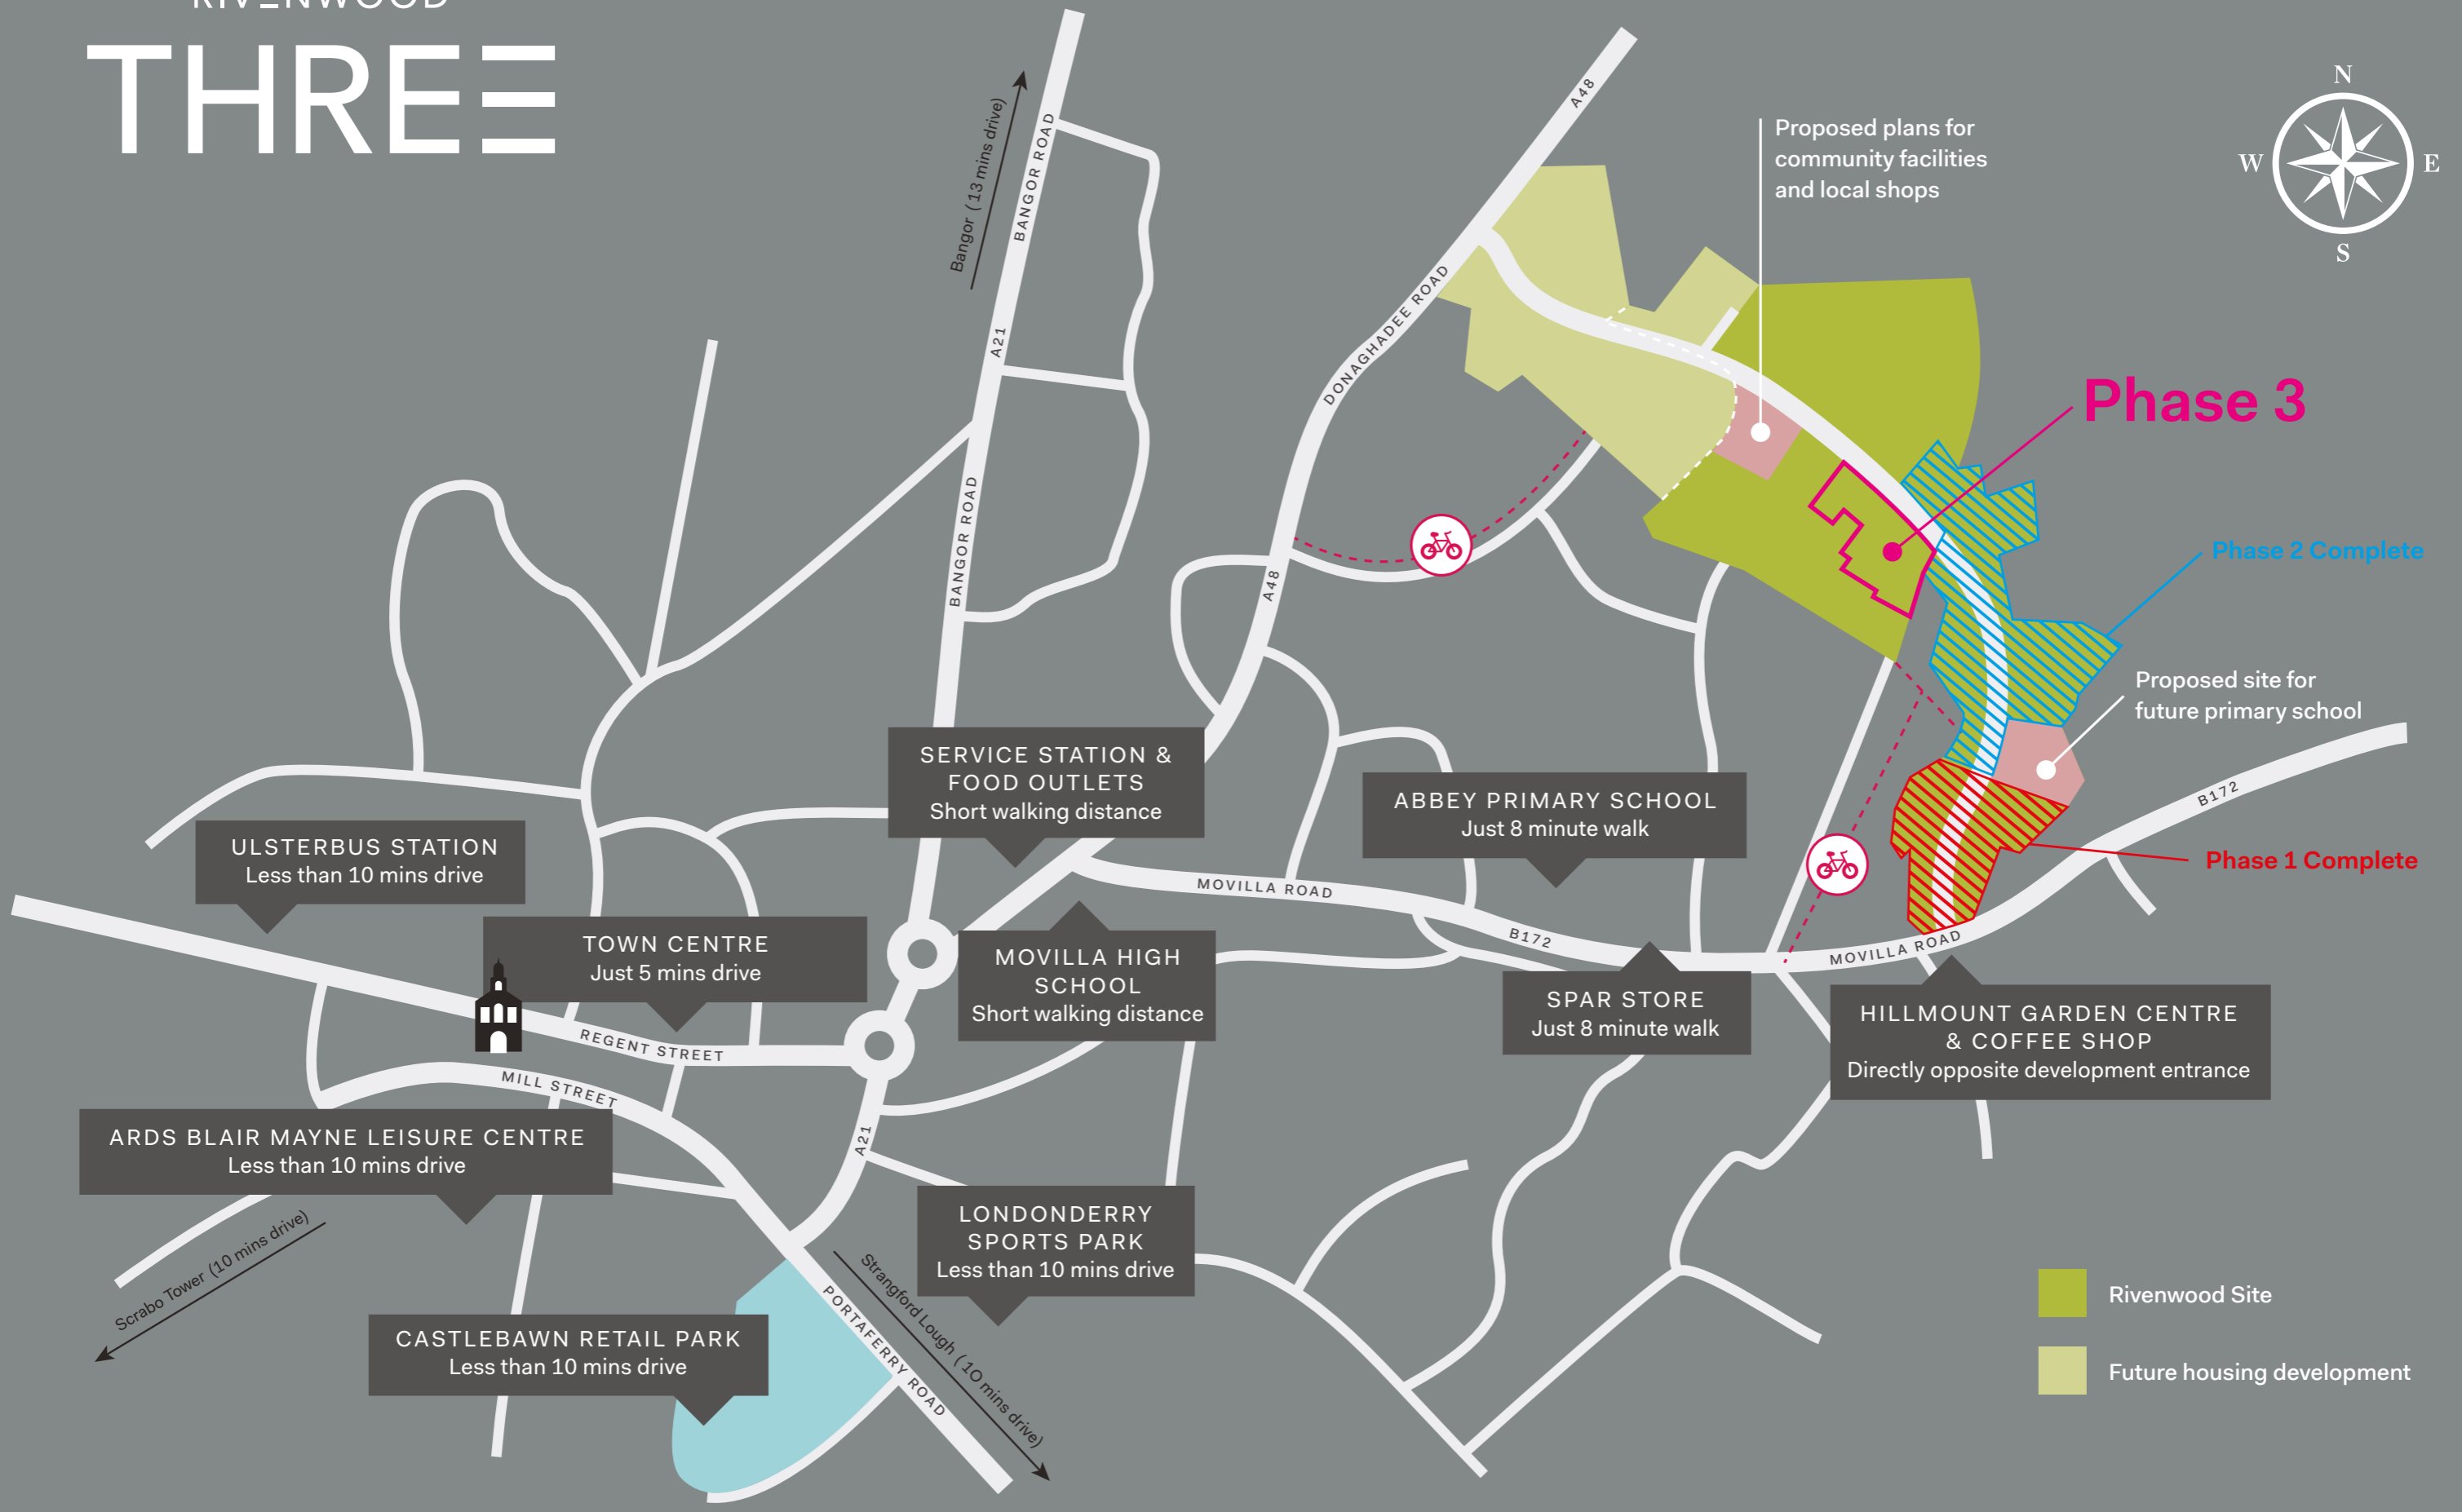 RIVENWOOD
THREE
N
W
E
S
Proposed plans for
community facilities
and local shops
A48
Bangor (13 mins drive)
BANGOR ROAD
A21
DONAGHADEE ROAD
BANGOR ROAD
A48
Phase 3
Phase 2 Complete
Proposed site for
future primary school
B172
Phase 1 Complete
SERVICE STATION &
FOOD OUTLETS
Short walking distance
ABBEY PRIMARY SCHOOL
Just 8 minute walk
ULSTERBUS STATION
Less than 10 mins drive
MOVILLA ROAD
B172
MOVILLA ROAD
TOWN CENTRE
Just 5 mins drive
MOVILLA HIGH
SCHOOL
Short walking distance
SPAR STORE
Just 8 minute walk
HILLMOUNT GARDEN CENTRE
& COFFEE SHOP
Directly opposite development entrance
REGENT STREET
MILL STREET
A21
ARDS BLAIR MAYNE LEISURE CENTRE
Less than 10 mins drive
Scrabo Tower (10 mins drive)
LONDONDERRY
SPORTS PARK
Less than 10 mins drive
Strangford Lough (10 mins drive)
PORTAFERRY ROAD
CASTLEBAWN RETAIL PARK
Less than 10 mins drive
Rivenwood Site
Future housing development